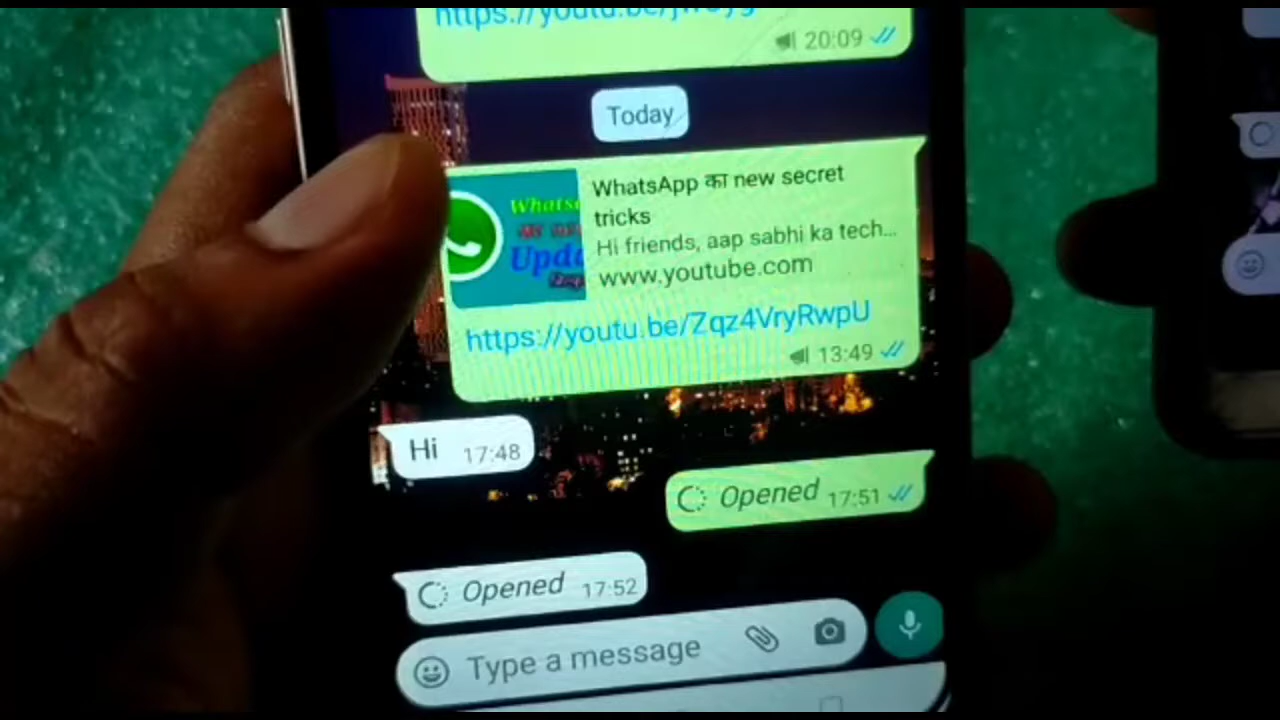 20:09
Today
WhatsApp का new secret
tricks
Hi friends, aap sabhi ka tech...
www.youtube.com
https://youtu.be/Zqz4VryRwpU
13:49
Hi 17:48
Opened 17:51
Opened 17:52
Type a message